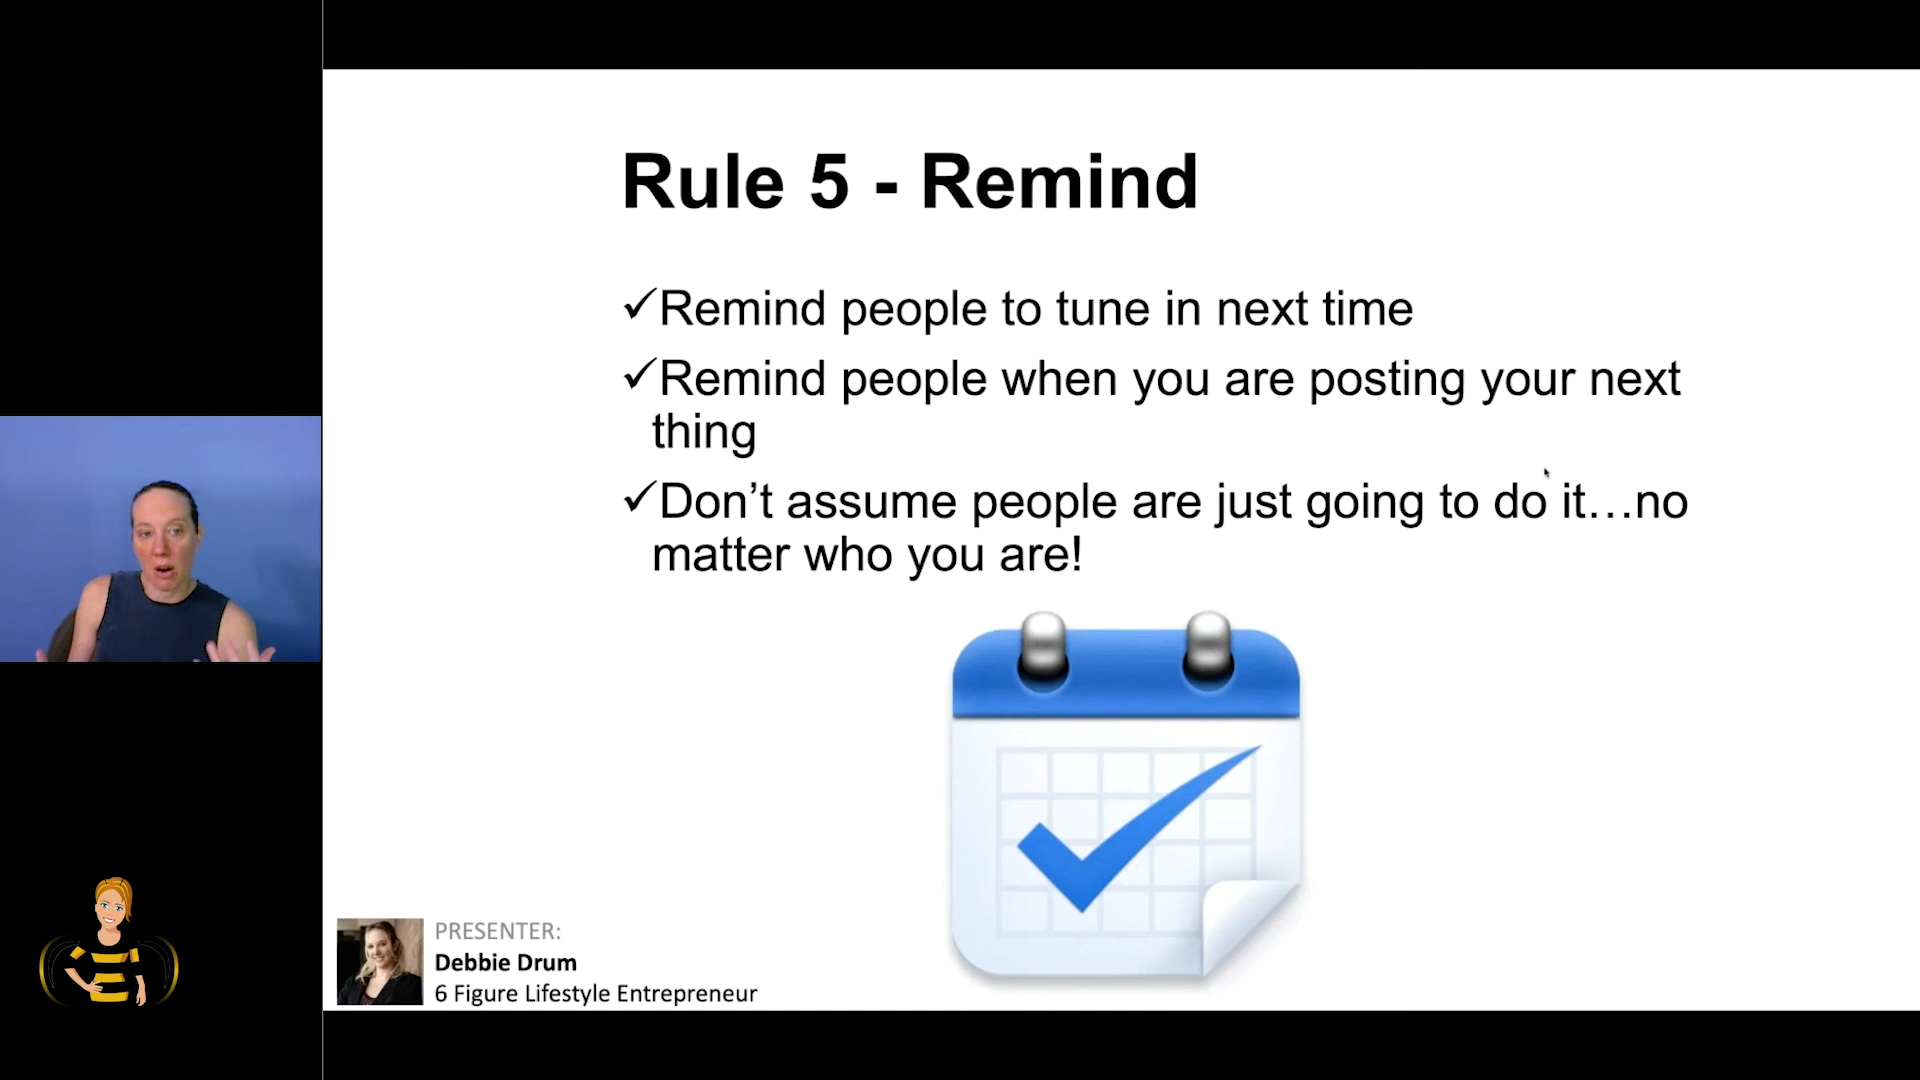 Rule 5 - Remind
✓Remind people to tune in next time
✓Remind people when you are posting your next
thing
✓Don’t assume people are just going to do it…no
matter who you are!
PRESENTER:
Debbie Drum
6 Figure Lifestyle Entrepreneur